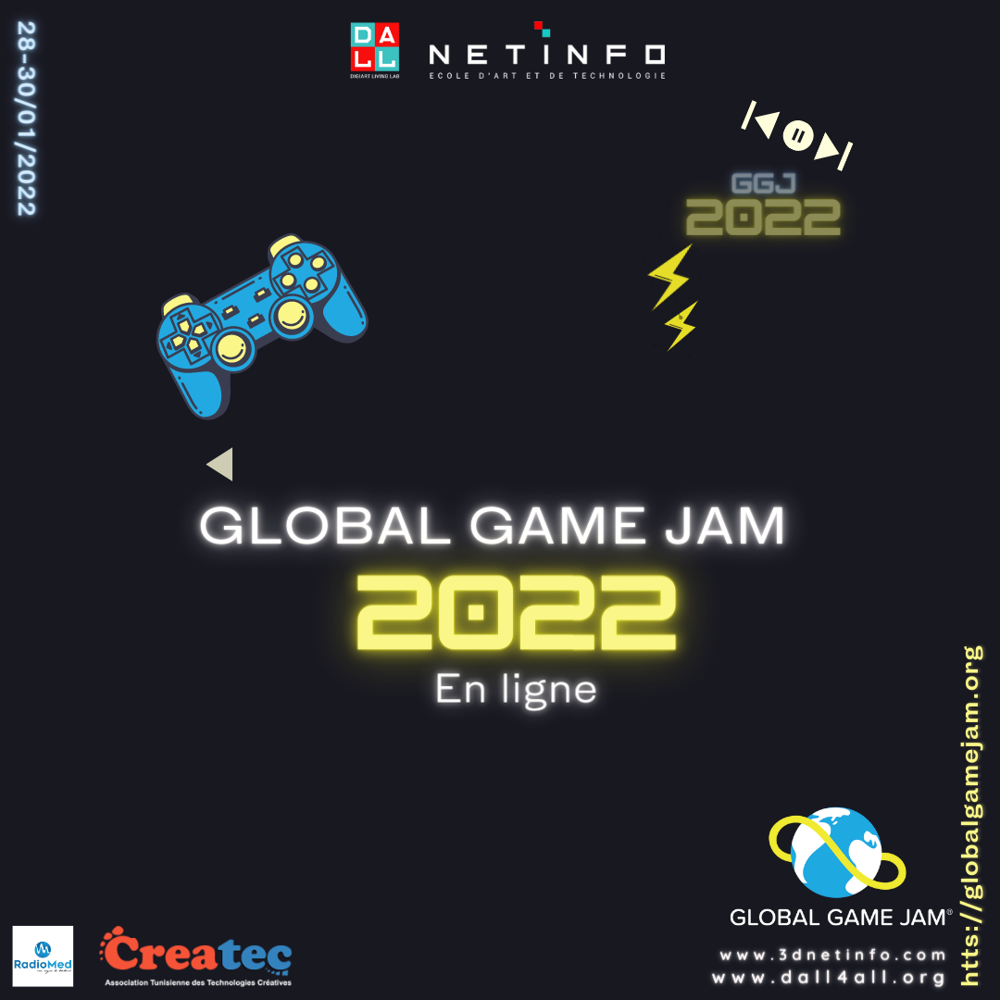 28-30/01/2022
DA
LL
DIGIART LIVING LAB
NETINFO
ECOLE D'ART ET DE TECHNOLOGIE
GGJ
2022
GLOBAL GAME JAM
2022
En ligne
htts://globalgamejam.org
GLOBAL GAME JAM®
www.3dnetinfo.com
www.dall4all.org
RadioMed
Createc
Association Tunisienne des Technologies Créatives